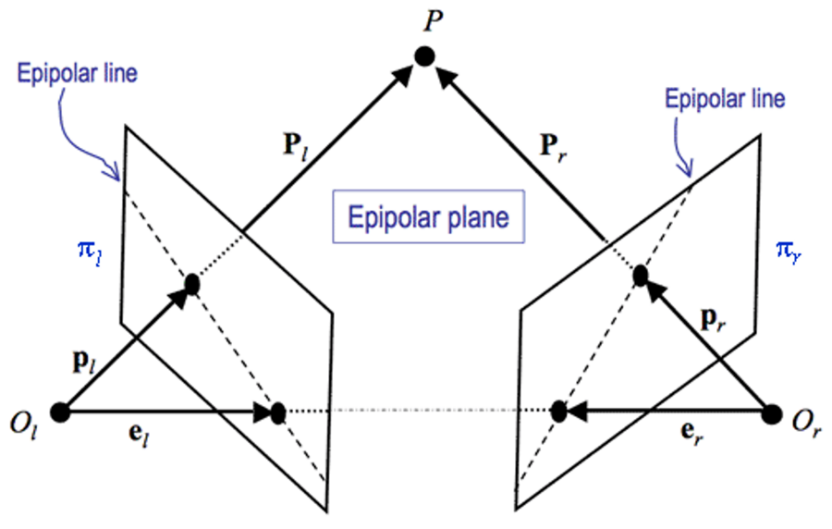 P
Epipolar line
Epipolar line
P_l
P_r
Epipolar plane
π_l
π_r
p_l
p_r
O_l
e_l
e_r
O_r